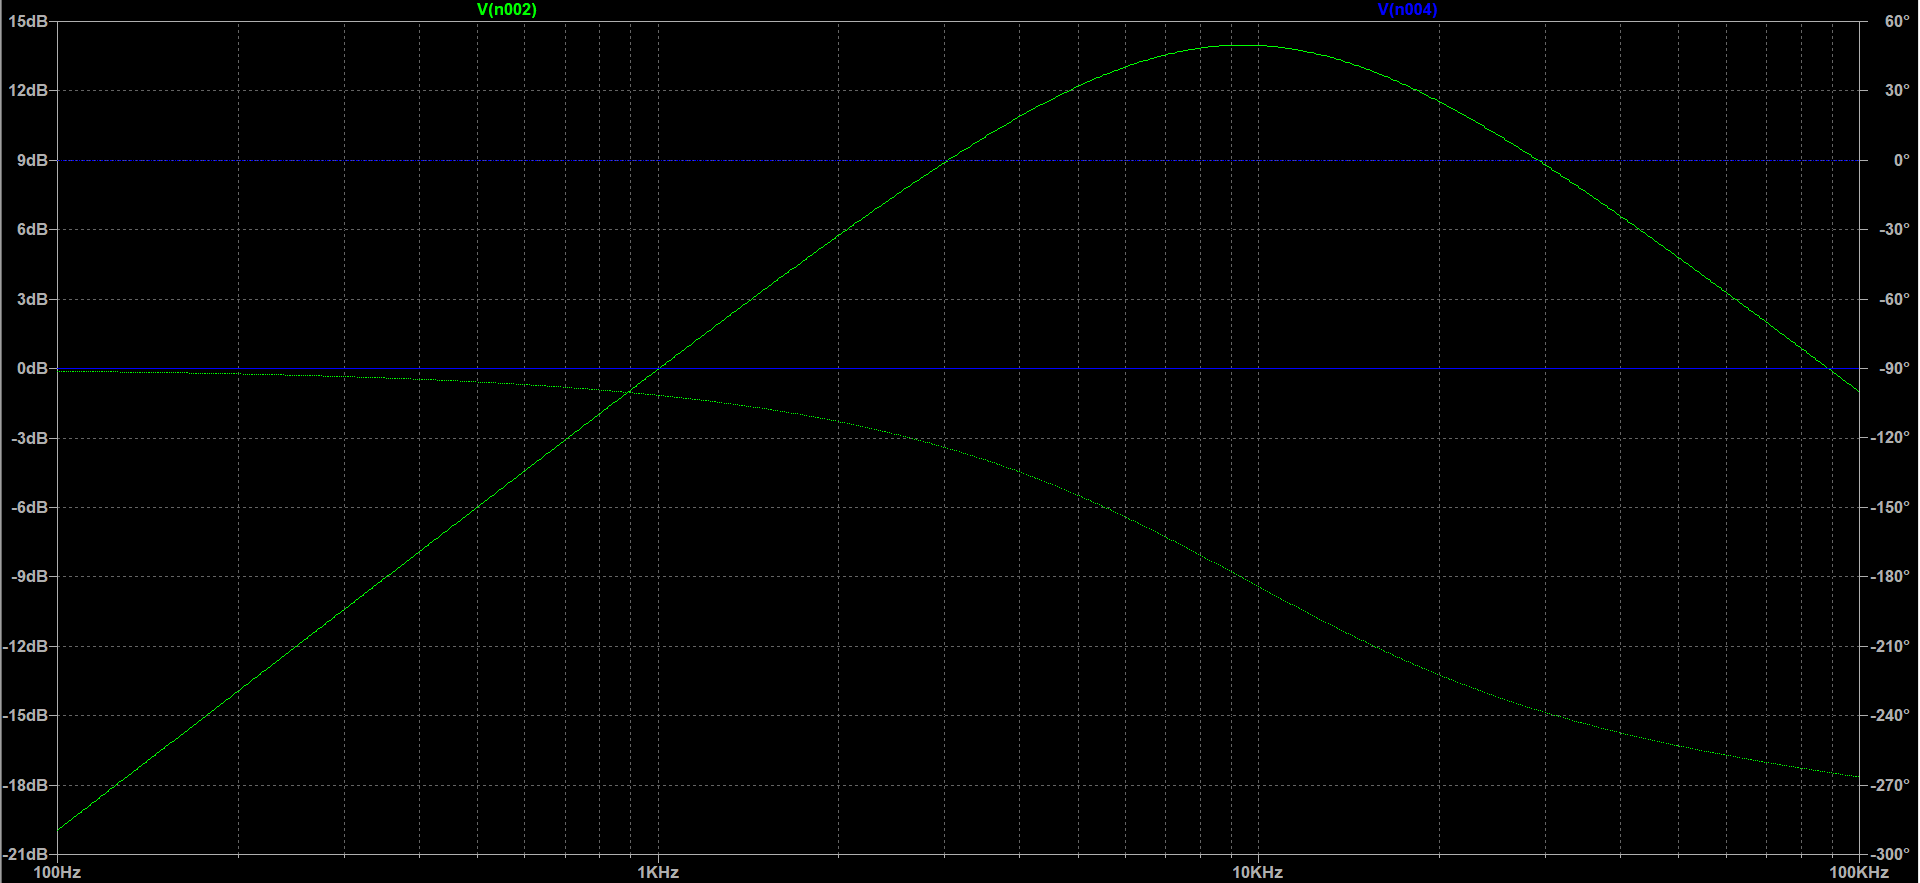 V(n002) V(n004)
15dB 60°
12dB 30°
9dB 0°
6dB -30°
3dB -60°
0dB -90°
-3dB -120°
-6dB -150°
-9dB -180°
-12dB -210°
-15dB -240°
-18dB -270°
-21dB -300°
100Hz 1KHz 10KHz 100KHz